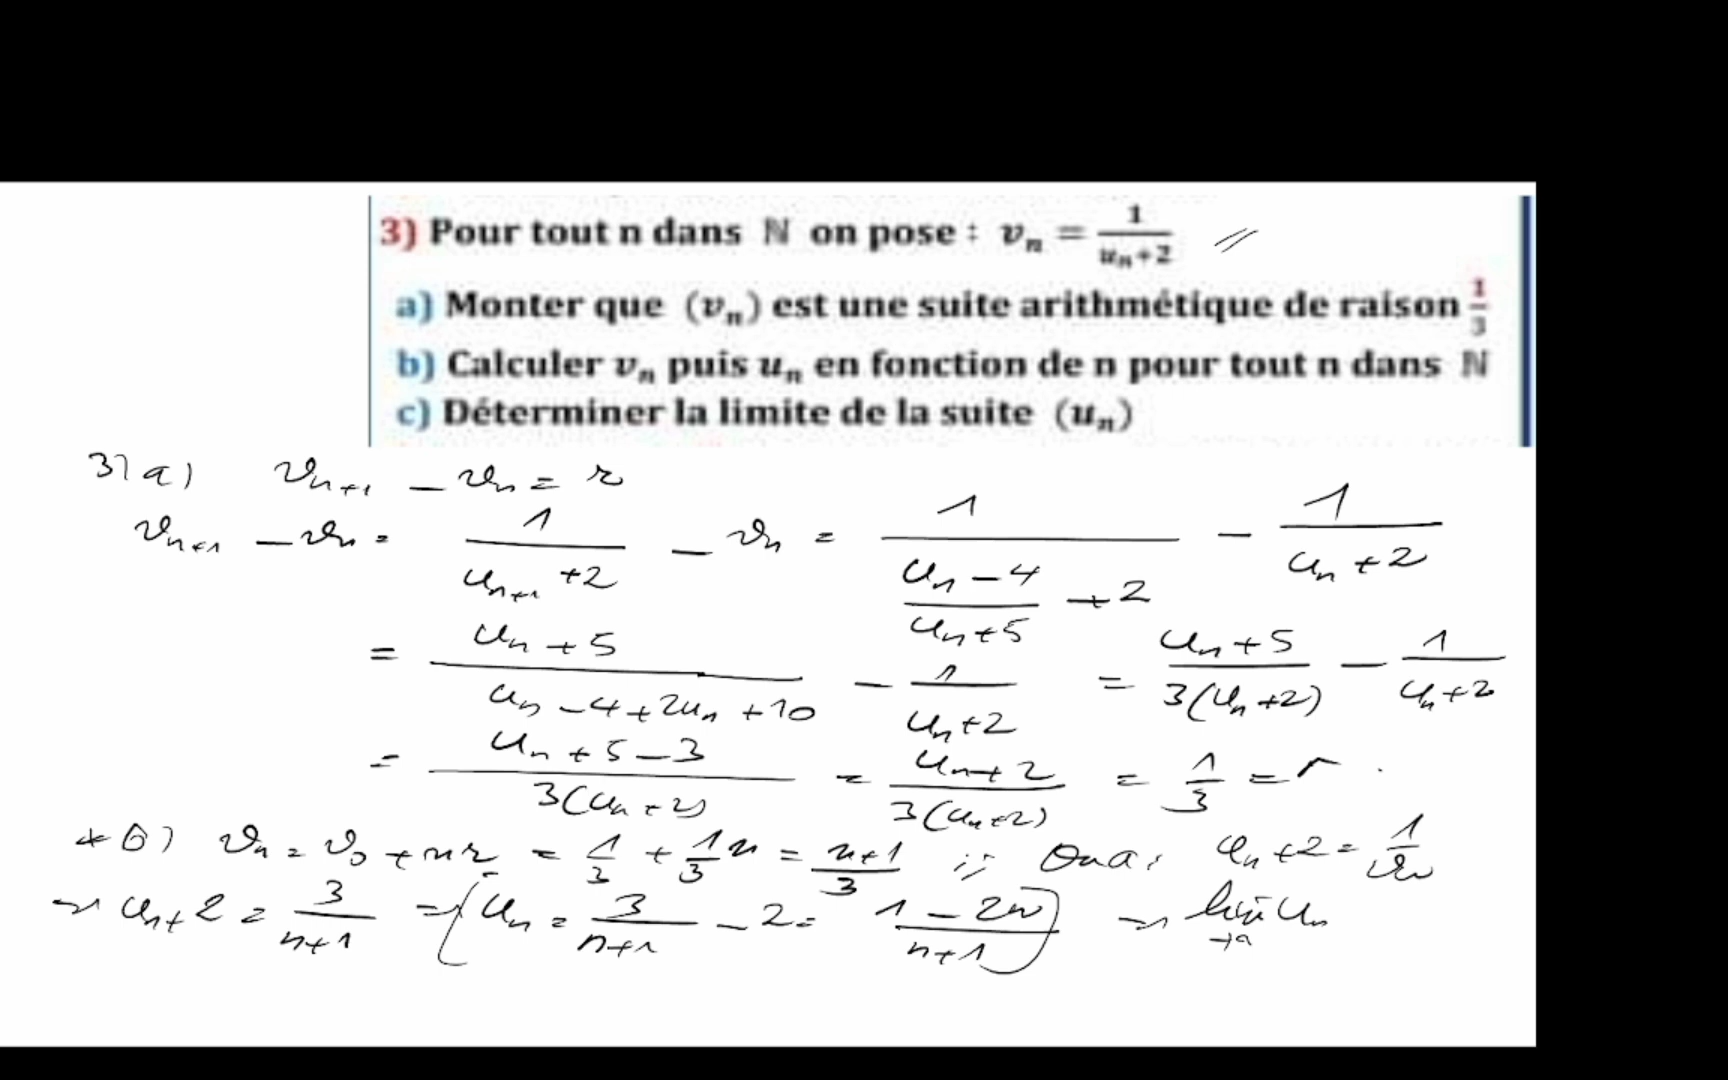 3) Pour tout n dans ℕ on pose : vₙ = 1/(uₙ+2)
a) Monter que (vₙ) est une suite arithmétique de raison 1/3
b) Calculer vₙ puis uₙ en fonction de n pour tout n dans ℕ
c) Déterminer la limite de la suite (uₙ)
3) a) vₙ₊₁ - vₙ = r
vₙ₊₁ - vₙ = 1/(uₙ₊₁ + 2) - vₙ = 1/((uₙ - 4)/(uₙ + 5) + 2) - 1/(uₙ + 2)
= (uₙ + 5)/(uₙ - 4 + 2uₙ + 10) - 1/(uₙ + 2) = (uₙ + 5)/(3(uₙ + 2)) - 1/(uₙ + 2)
= (uₙ + 5 - 3)/(3(uₙ + 2)) = (uₙ + 2)/(3(uₙ + 2)) = 1/3 = r .
* b) vₙ = v₀ + nr = 1/3 + 1/3 n = (n+1)/3 ;; On a : uₙ + 2 = 1/vₙ
⇒ uₙ + 2 = 3/(n+1) ⇒ (uₙ = 3/(n+1) - 2 = (1 - 2n)/(n+1)) ⇒ lim uₙ